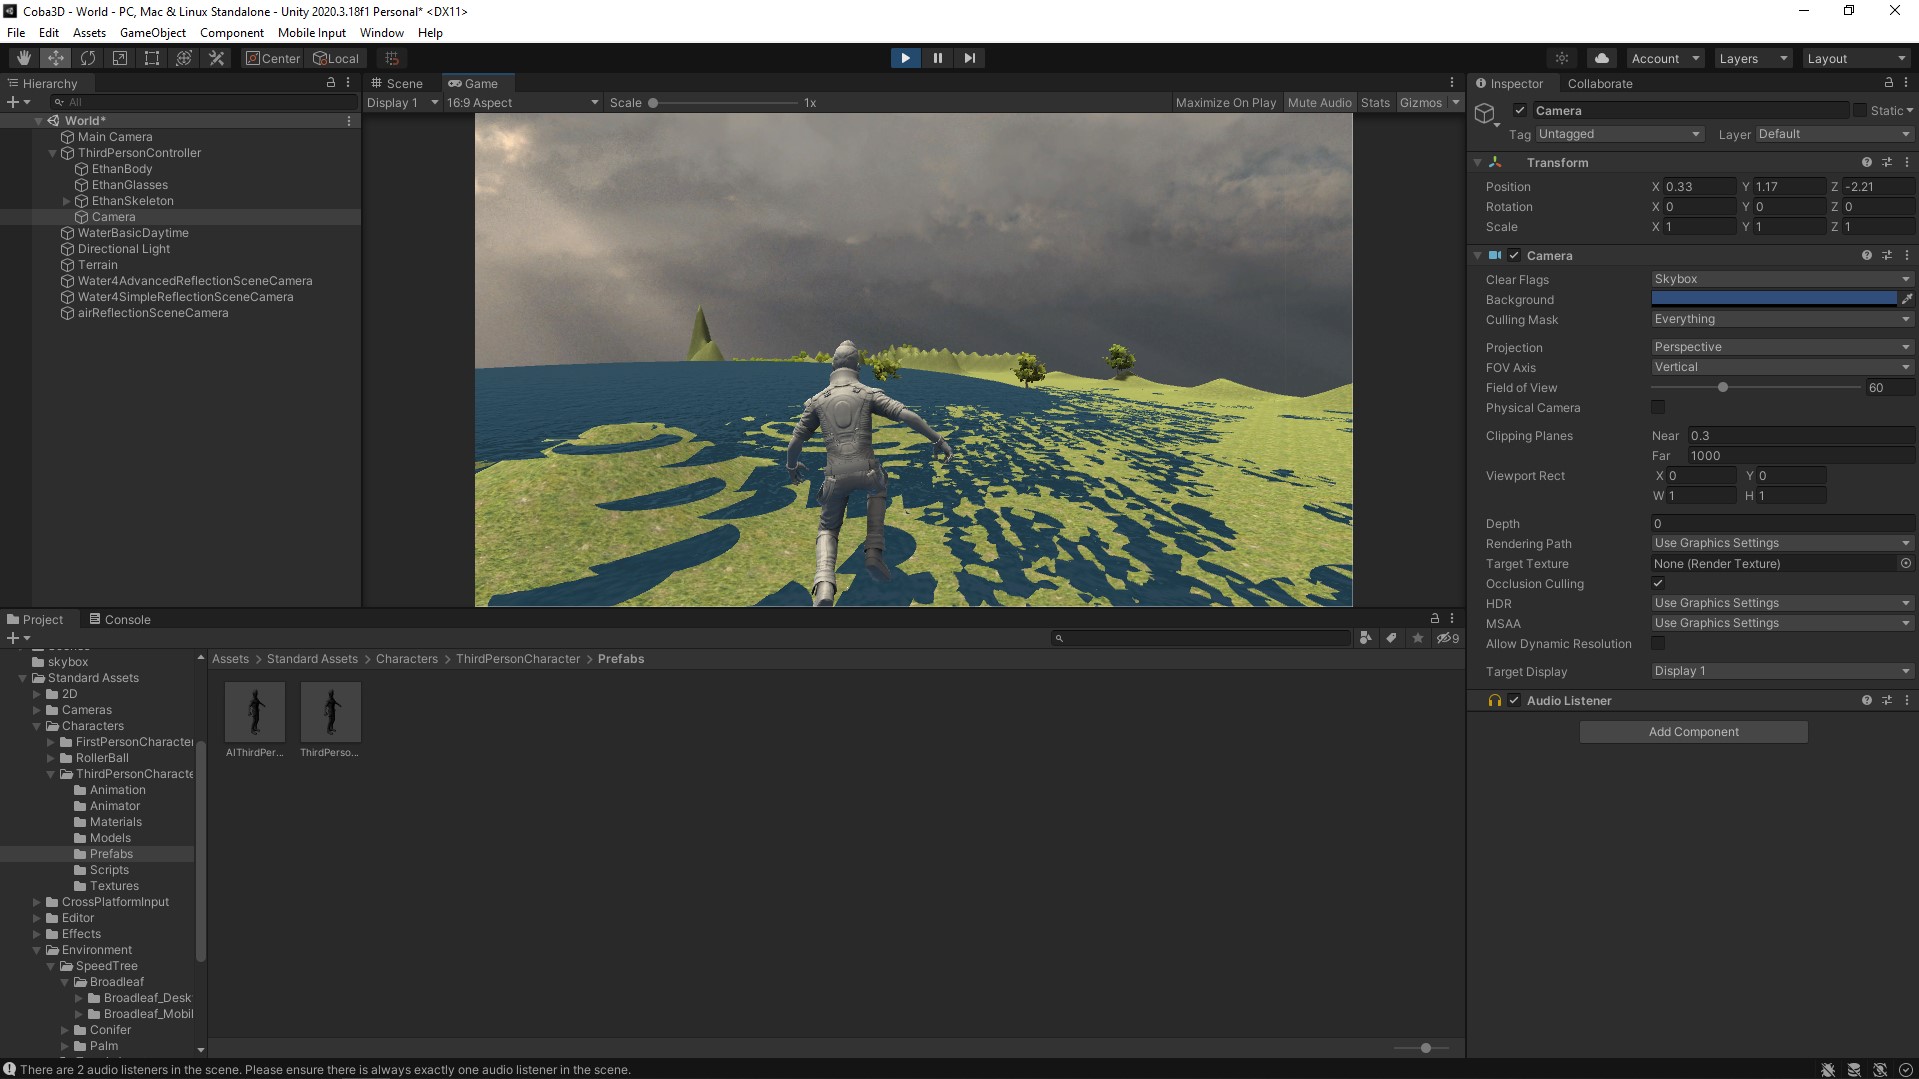 Coba3D - World - PC, Mac & Linux Standalone - Unity 2020.3.18f1 Personal* <DX11>
File Edit Assets GameObject Component Mobile Input Window Help
Center Local Account Layers Layout
Hierarchy
All
World*
Main Camera
ThirdPersonController
EthanBody
EthanGlasses
EthanSkeleton
Camera
WaterBasicDaytime
Directional Light
Terrain
Water4AdvancedReflectionSceneCamera
Water4SimpleReflectionSceneCamera
airReflectionSceneCamera
Scene Game
Display 1 16:9 Aspect Scale 1x Maximize On Play Mute Audio Stats Gizmos
Inspector Collaborate
Camera Static
Tag Untagged Layer Default
Transform
Position X 0.33 Y 1.17 Z -2.21
Rotation X 0 Y 0 Z 0
Scale X 1 Y 1 Z 1
Camera
Clear Flags Skybox
Background
Culling Mask Everything
Projection Perspective
FOV Axis Vertical
Field of View 60
Physical Camera
Clipping Planes Near 0.3
Far 1000
Viewport Rect X 0 Y 0
W 1 H 1
Depth 0
Rendering Path Use Graphics Settings
Target Texture None (Render Texture)
Occlusion Culling
HDR Use Graphics Settings
MSAA Use Graphics Settings
Allow Dynamic Resolution
Target Display Display 1
Audio Listener
Add Component
Project Console
9
skybox
Standard Assets
2D
Cameras
Characters
FirstPersonCharacter
RollerBall
ThirdPersonCharacte
Animation
Animator
Materials
Models
Prefabs
Scripts
Textures
CrossPlatformInput
Editor
Effects
Environment
SpeedTree
Broadleaf
Broadleaf_Desk
Broadleaf_Mobil
Conifer
Palm
Assets > Standard Assets > Characters > ThirdPersonCharacter > Prefabs
AIThirdPer... ThirdPerso...
There are 2 audio listeners in the scene. Please ensure there is always exactly one audio listener in the scene.